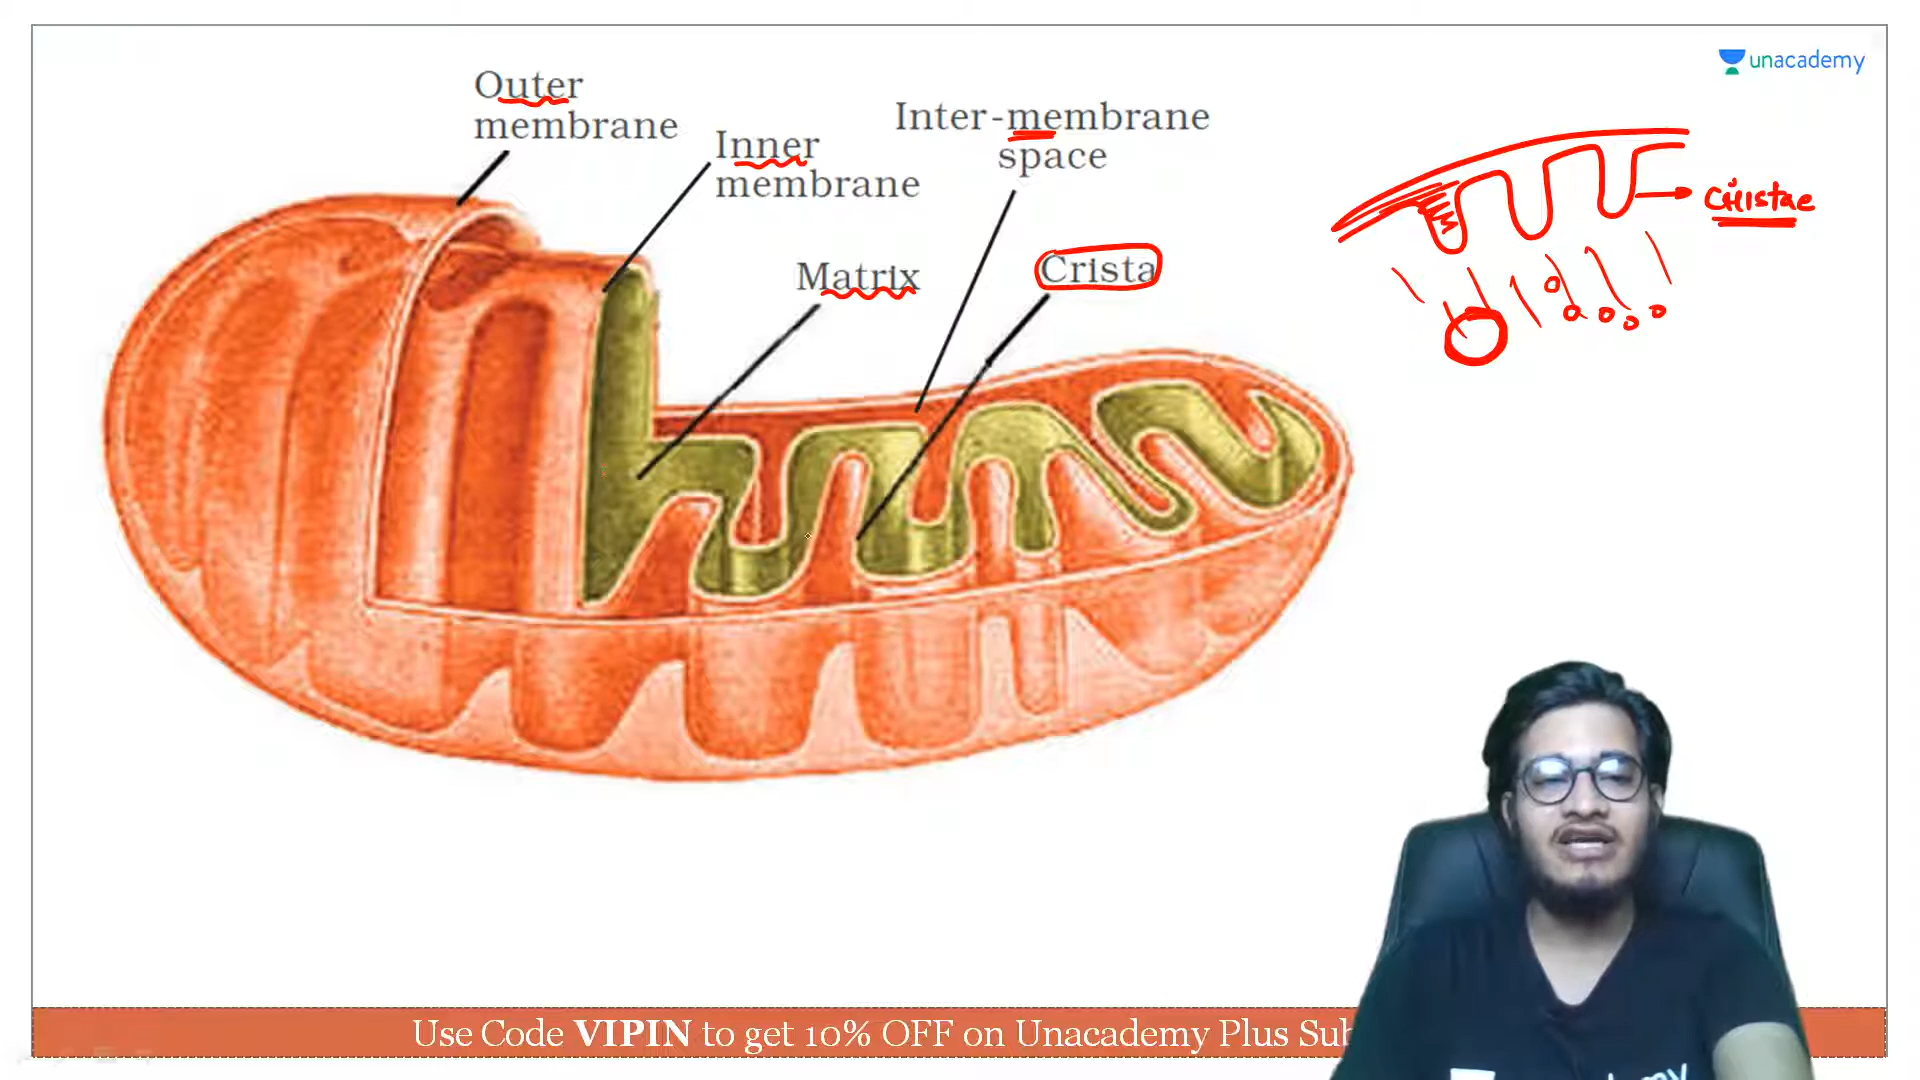 unacademy
Outer
membrane
Inner
membrane
Inter-membrane
space
Matrix
Crista
Cristae
Use Code VIPIN to get 10% OFF on Unacademy Plus Sub